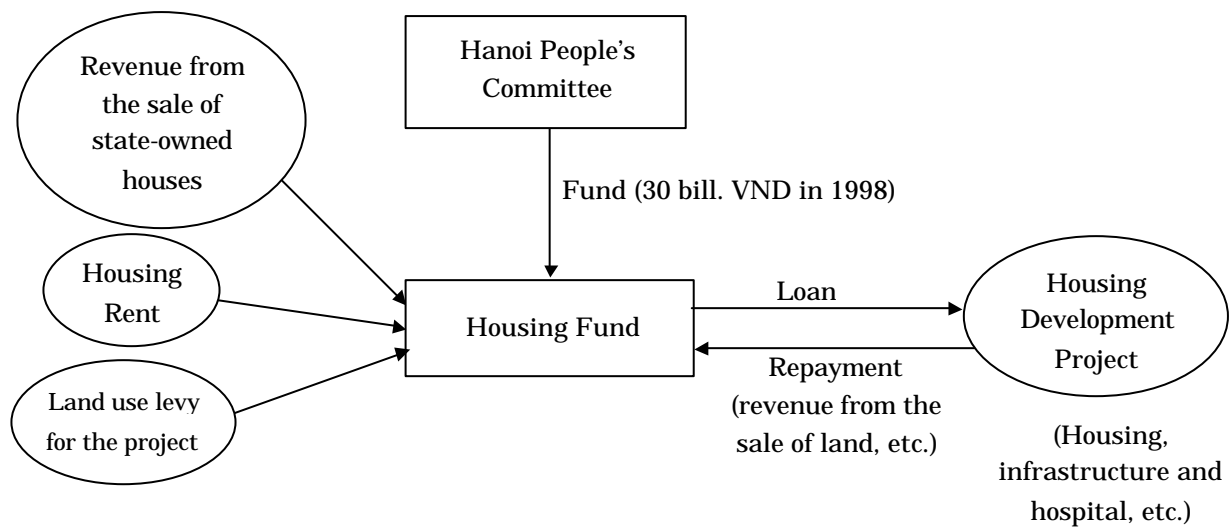 Revenue from
the sale of
state-owned
houses
Hanoi People's
Committee
Fund (30 bill. VND in 1998)
Housing
Rent
Land use levy
for the project
Housing Fund
Loan
Repayment
(revenue from the
sale of land, etc.)
Housing
Development
Project
(Housing,
infrastructure and
hospital, etc.)